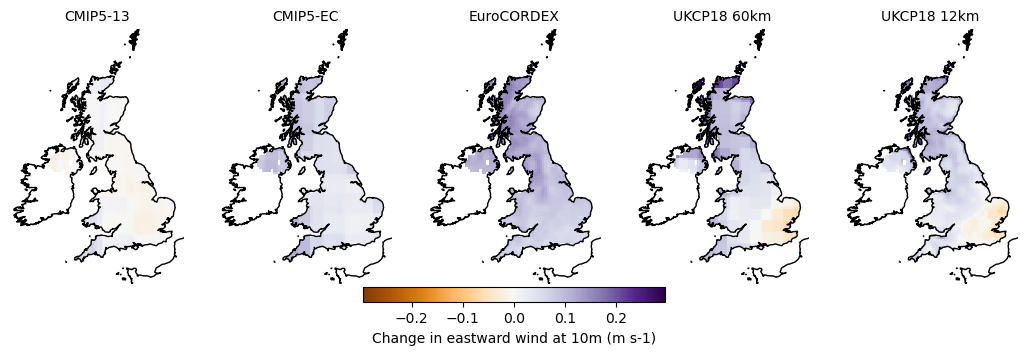 CMIP5-13 CMIP5-EC EuroCORDEX UKCP18 60km UKCP18 12km
−0.2 −0.1 0.0 0.1 0.2
Change in eastward wind at 10m (m s-1)